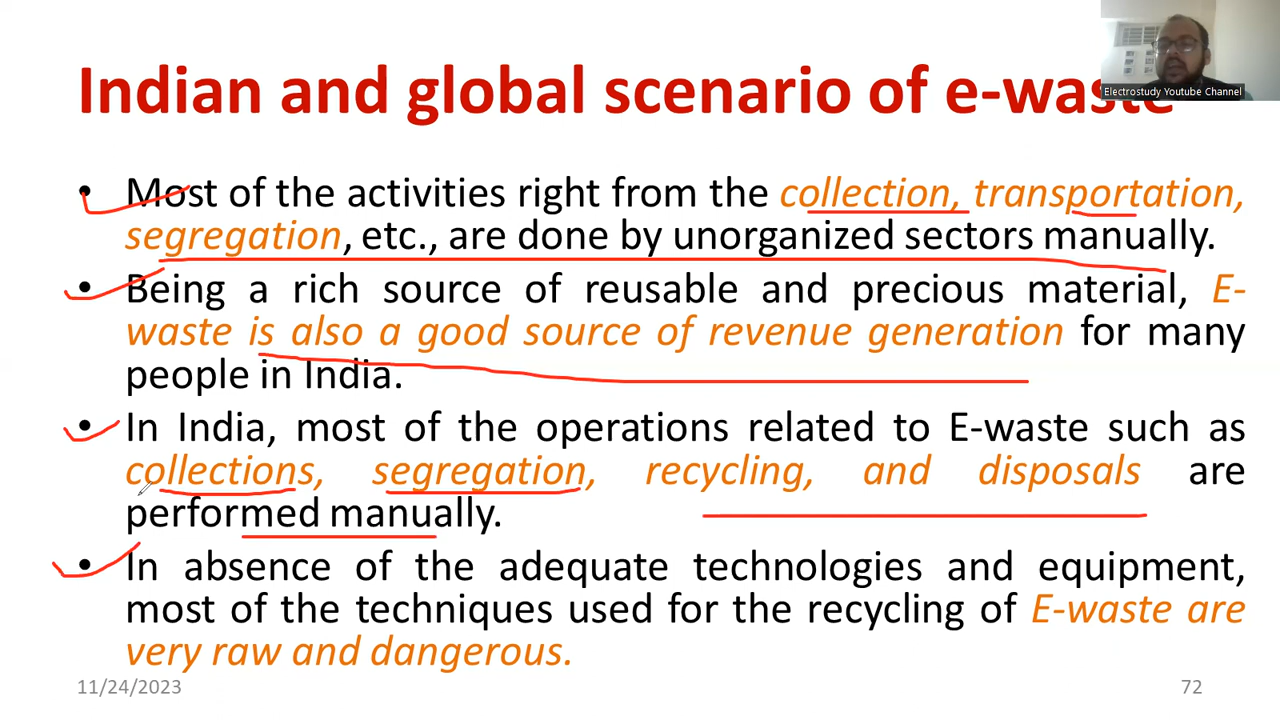 Indian and global scenario of e-waste
Electrostudy Youtube Channel
• Most of the activities right from the collection, transportation,
segregation, etc., are done by unorganized sectors manually.
• Being a rich source of reusable and precious material, E-
waste is also a good source of revenue generation for many
people in India.
• In India, most of the operations related to E-waste such as
collections, segregation, recycling, and disposals are
performed manually.
• In absence of the adequate technologies and equipment,
most of the techniques used for the recycling of E-waste are
very raw and dangerous.
11/24/2023
72